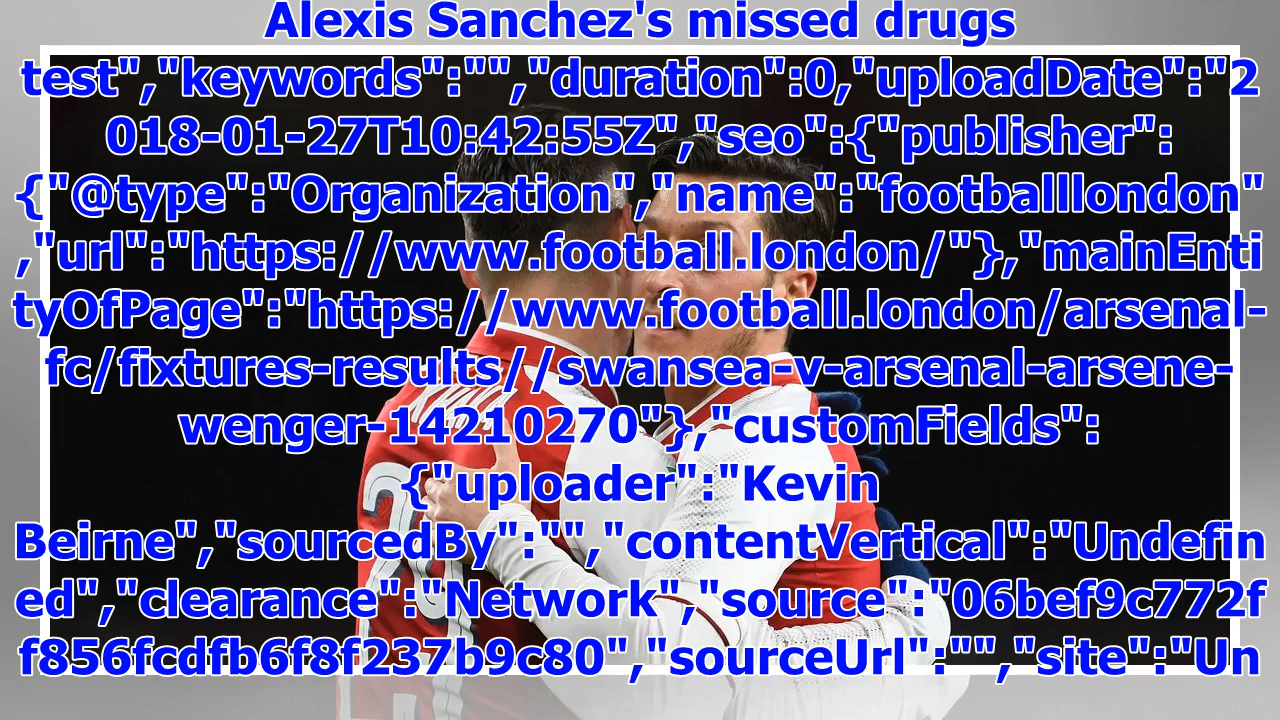 Alexis Sanchez's missed drugs
test","keywords":"","duration":0,"uploadDate":"2
018-01-27T10:42:55Z","seo":{"publisher":
{"@type":"Organization","name":"footballlondon"
,"url":"https://www.football.london/"},"mainEnti
tyOfPage":"https://www.football.london/arsenal-
fc/fixtures-results//swansea-v-arsenal-arsene-
wenger-14210270"},"customFields":
{"uploader":"Kevin
Beirne","sourcedBy":"","contentVertical":"Undefin
ed","clearance":"Network","source":"06bef9c772f
f856fcdfb6f8f237b9c80","sourceUrl":"","site":"Un